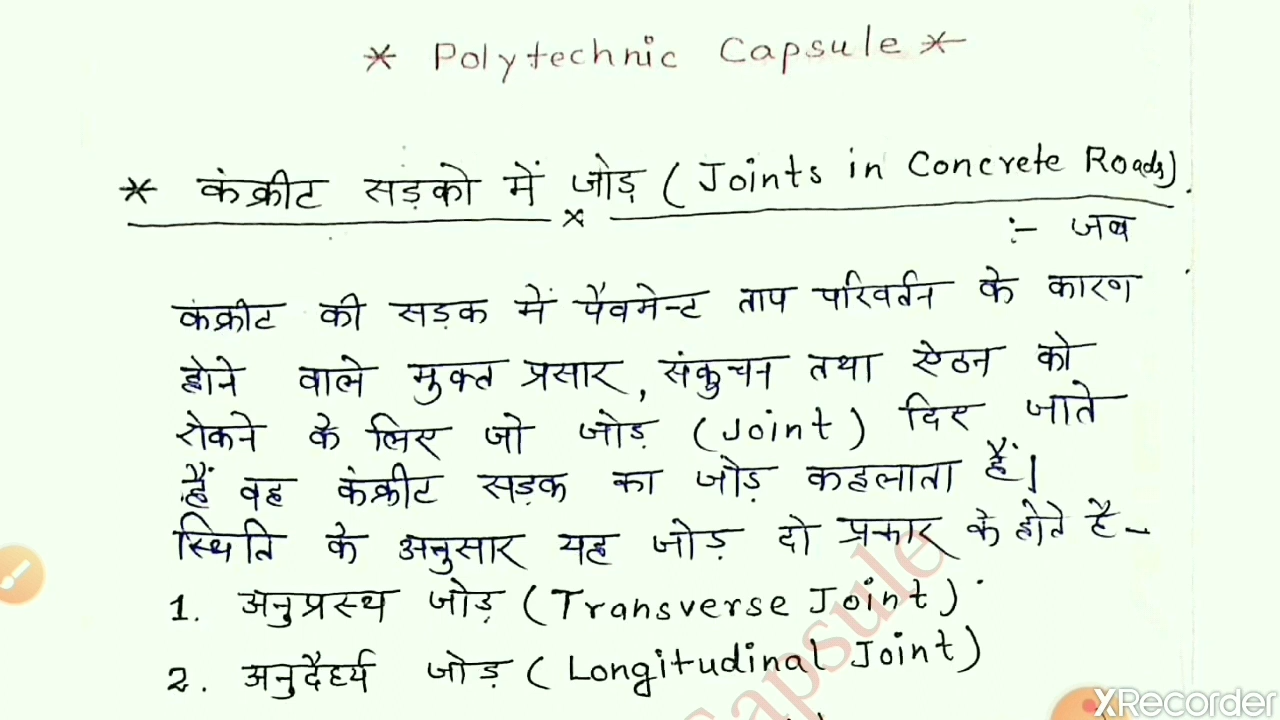 * Polytechnic Capsule *
* कंक्रीट सड़को में जोड़ (Joints in Concrete Roads)
:- जब
कंक्रीट की सड़क में पैवमेन्ट ताप परिवर्तन के कारण
होने वाले मुक्त प्रसार, संकुचन तथा ऐठन को
रोकने के लिए जो जोड़ (Joint) दिए जाते
हैं वह कंक्रीट सड़क का जोड़ कहलाता हैं।
स्थिति के अनुसार यह जोड़ दो प्रकार के होते है-
1. अनुप्रस्थ जोड़ (Transverse Joint)
2. अनुदैर्ध्य जोड़ (Longitudinal Joint)
Capsule
XRecorder